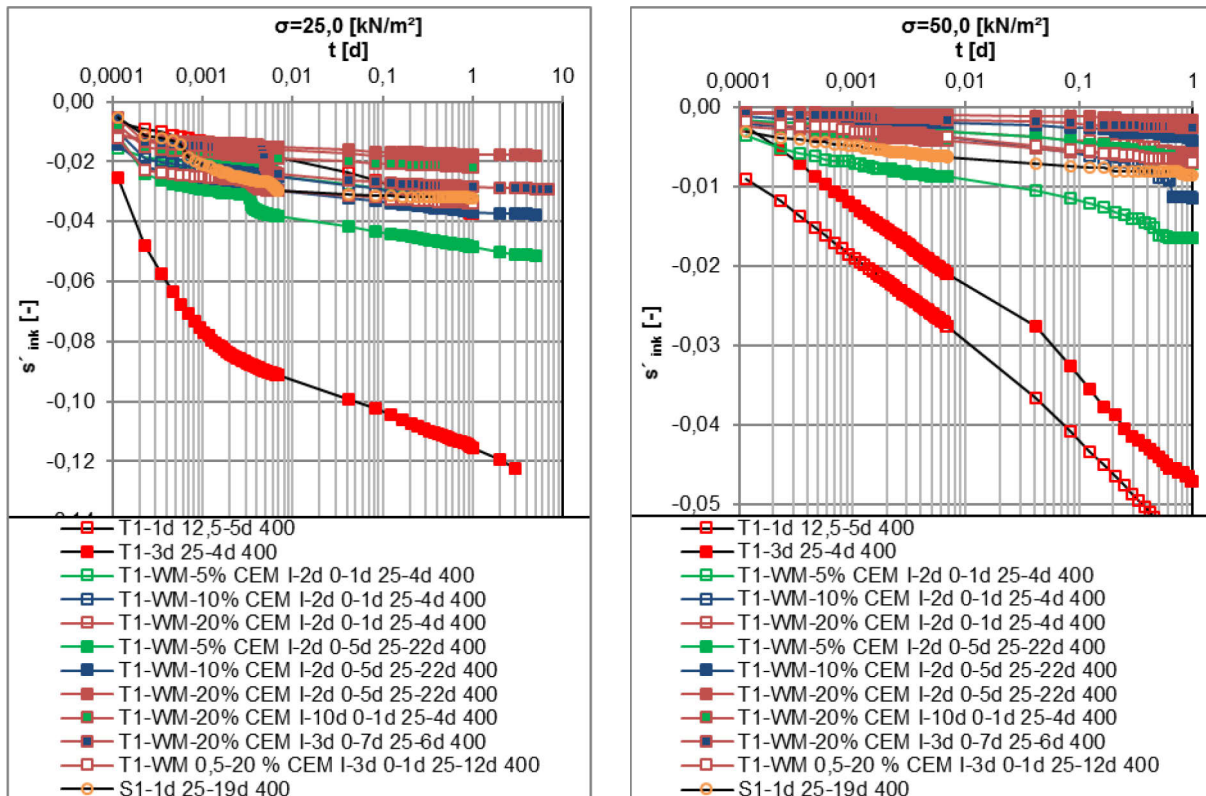 σ=25,0 [kN/m²]
t [d]
0,0001 0,001 0,01 0,1 1 10
0,00
-0,02
-0,04
-0,06
-0,08
-0,10
-0,12
s´ ink [-]
T1-1d 12,5-5d 400
T1-3d 25-4d 400
T1-WM-5% CEM I-2d 0-1d 25-4d 400
T1-WM-10% CEM I-2d 0-1d 25-4d 400
T1-WM-20% CEM I-2d 0-1d 25-4d 400
T1-WM-5% CEM I-2d 0-5d 25-22d 400
T1-WM-10% CEM I-2d 0-5d 25-22d 400
T1-WM-20% CEM I-2d 0-5d 25-22d 400
T1-WM-20% CEM I-10d 0-1d 25-4d 400
T1-WM-20% CEM I-3d 0-7d 25-6d 400
T1-WM 0,5-20 % CEM I-3d 0-1d 25-12d 400
S1-1d 25-19d 400
σ=50,0 [kN/m²]
t [d]
0,0001 0,001 0,01 0,1 1
0,00
-0,01
-0,02
-0,03
-0,04
-0,05
s´ ink [-]
T1-1d 12,5-5d 400
T1-3d 25-4d 400
T1-WM-5% CEM I-2d 0-1d 25-4d 400
T1-WM-10% CEM I-2d 0-1d 25-4d 400
T1-WM-20% CEM I-2d 0-1d 25-4d 400
T1-WM-5% CEM I-2d 0-5d 25-22d 400
T1-WM-10% CEM I-2d 0-5d 25-22d 400
T1-WM-20% CEM I-2d 0-5d 25-22d 400
T1-WM-20% CEM I-10d 0-1d 25-4d 400
T1-WM-20% CEM I-3d 0-7d 25-6d 400
T1-WM 0,5-20 % CEM I-3d 0-1d 25-12d 400
S1-1d 25-19d 400